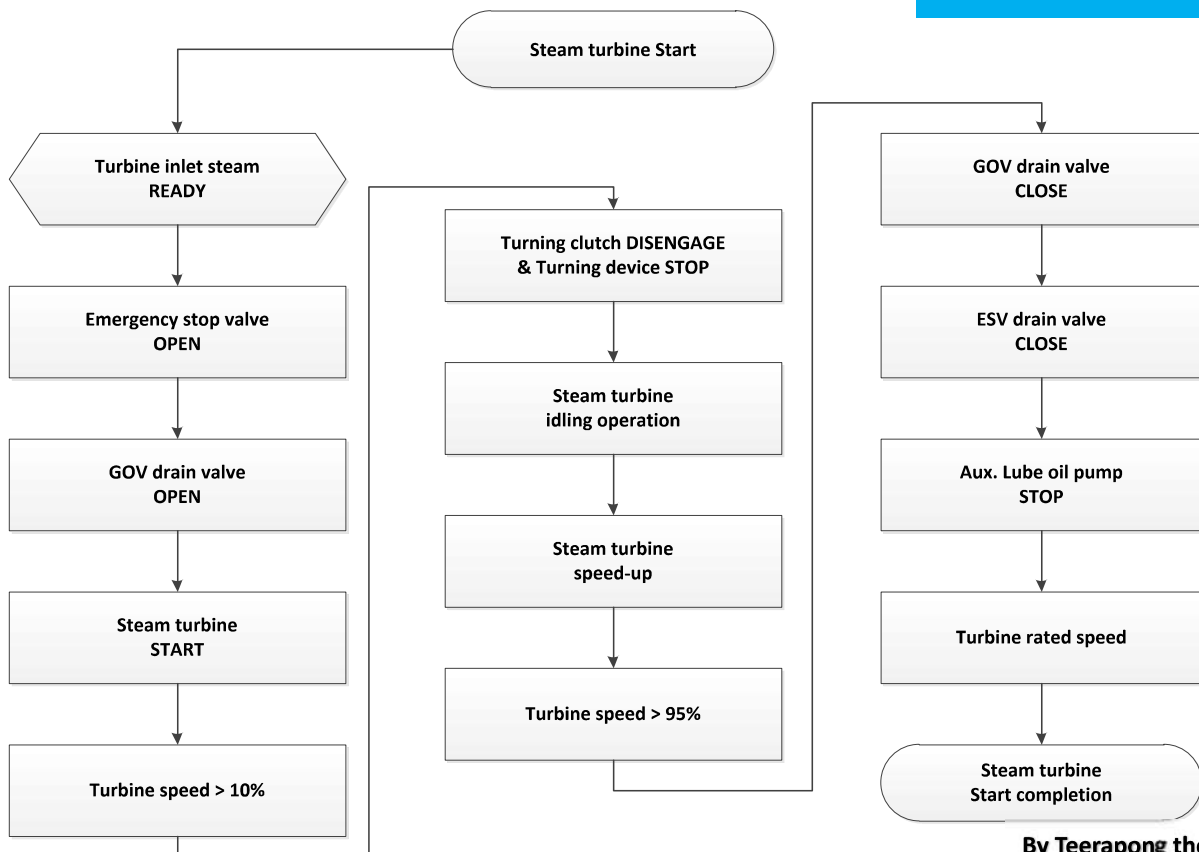 Steam turbine Start
Turbine inlet steam
READY
Emergency stop valve
OPEN
GOV drain valve
OPEN
Steam turbine
START
Turbine speed > 10%
Turning clutch DISENGAGE
& Turning device STOP
Steam turbine
idling operation
Steam turbine
speed-up
Turbine speed > 95%
GOV drain valve
CLOSE
ESV drain valve
CLOSE
Aux. Lube oil pump
STOP
Turbine rated speed
Steam turbine
Start completion
By Teerapong